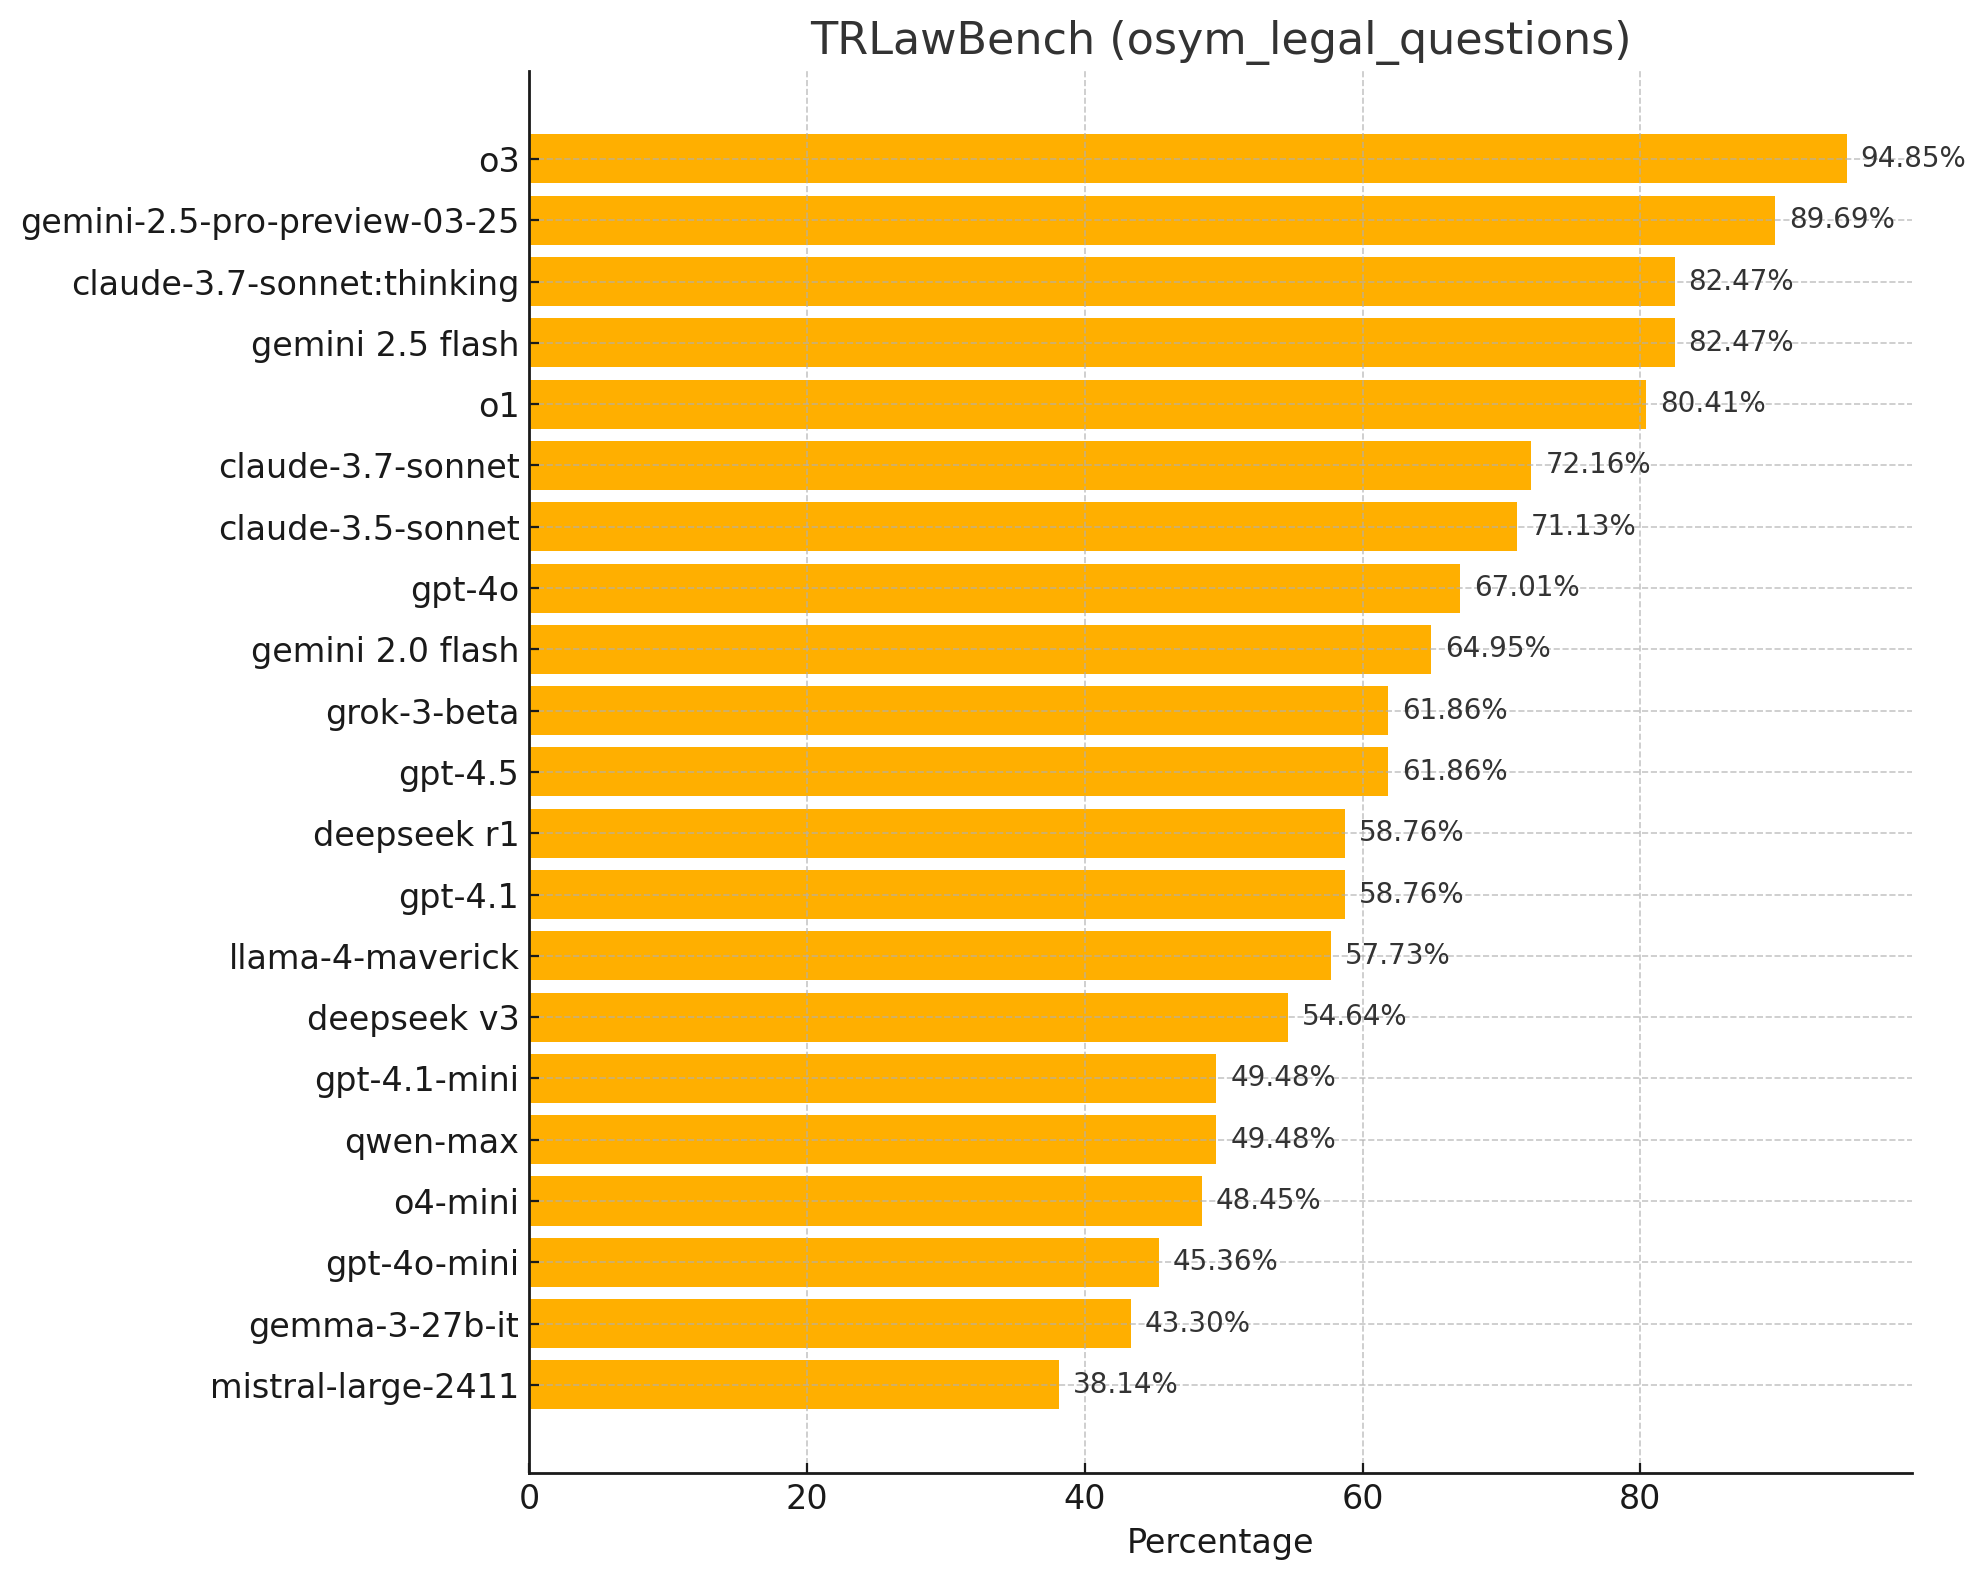 TRLawBench (osym_legal_questions)
o3 94.85%
gemini-2.5-pro-preview-03-25 89.69%
claude-3.7-sonnet:thinking 82.47%
gemini 2.5 flash 82.47%
o1 80.41%
claude-3.7-sonnet 72.16%
claude-3.5-sonnet 71.13%
gpt-4o 67.01%
gemini 2.0 flash 64.95%
grok-3-beta 61.86%
gpt-4.5 61.86%
deepseek r1 58.76%
gpt-4.1 58.76%
llama-4-maverick 57.73%
deepseek v3 54.64%
gpt-4.1-mini 49.48%
qwen-max 49.48%
o4-mini 48.45%
gpt-4o-mini 45.36%
gemma-3-27b-it 43.30%
mistral-large-2411 38.14%
0 20 40 60 80
Percentage